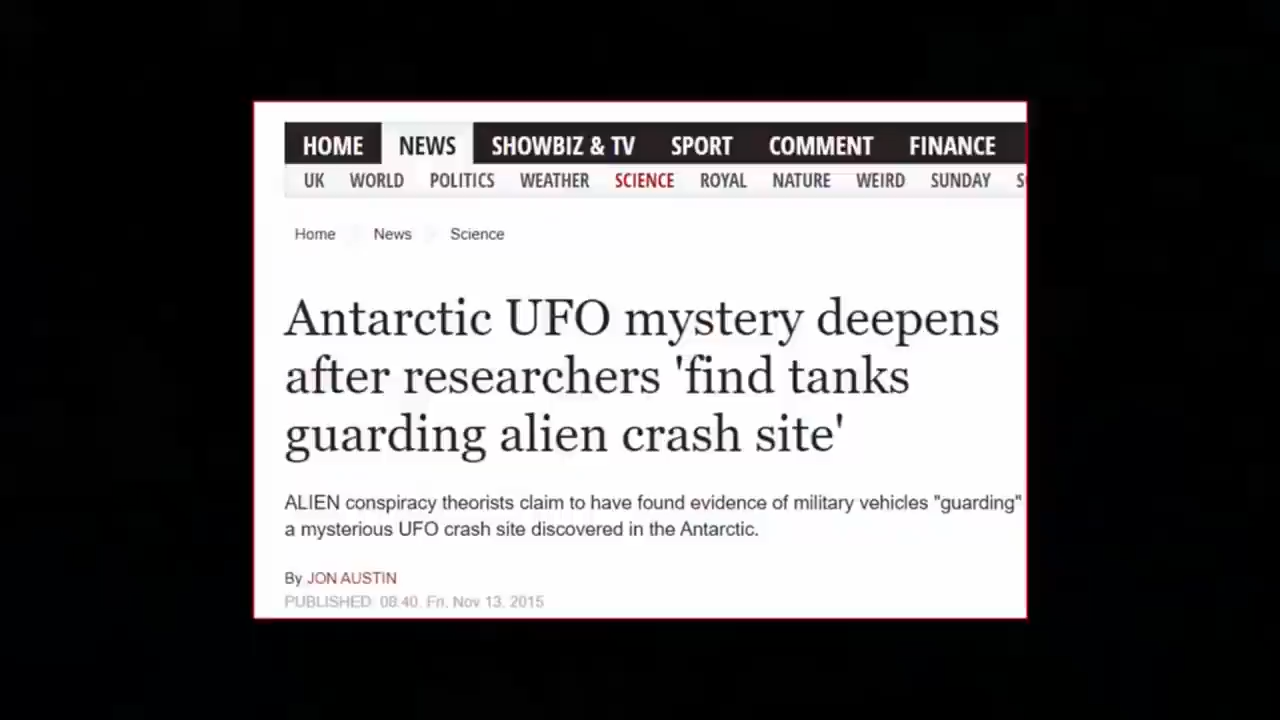 HOME NEWS SHOWBIZ & TV SPORT COMMENT FINANCE
UK WORLD POLITICS WEATHER SCIENCE ROYAL NATURE WEIRD SUNDAY
Home News Science
Antarctic UFO mystery deepens
after researchers 'find tanks
guarding alien crash site'
ALIEN conspiracy theorists claim to have found evidence of military vehicles "guarding"
a mysterious UFO crash site discovered in the Antarctic.
By JON AUSTIN
PUBLISHED: 08:40, Fri, Nov 13, 2015